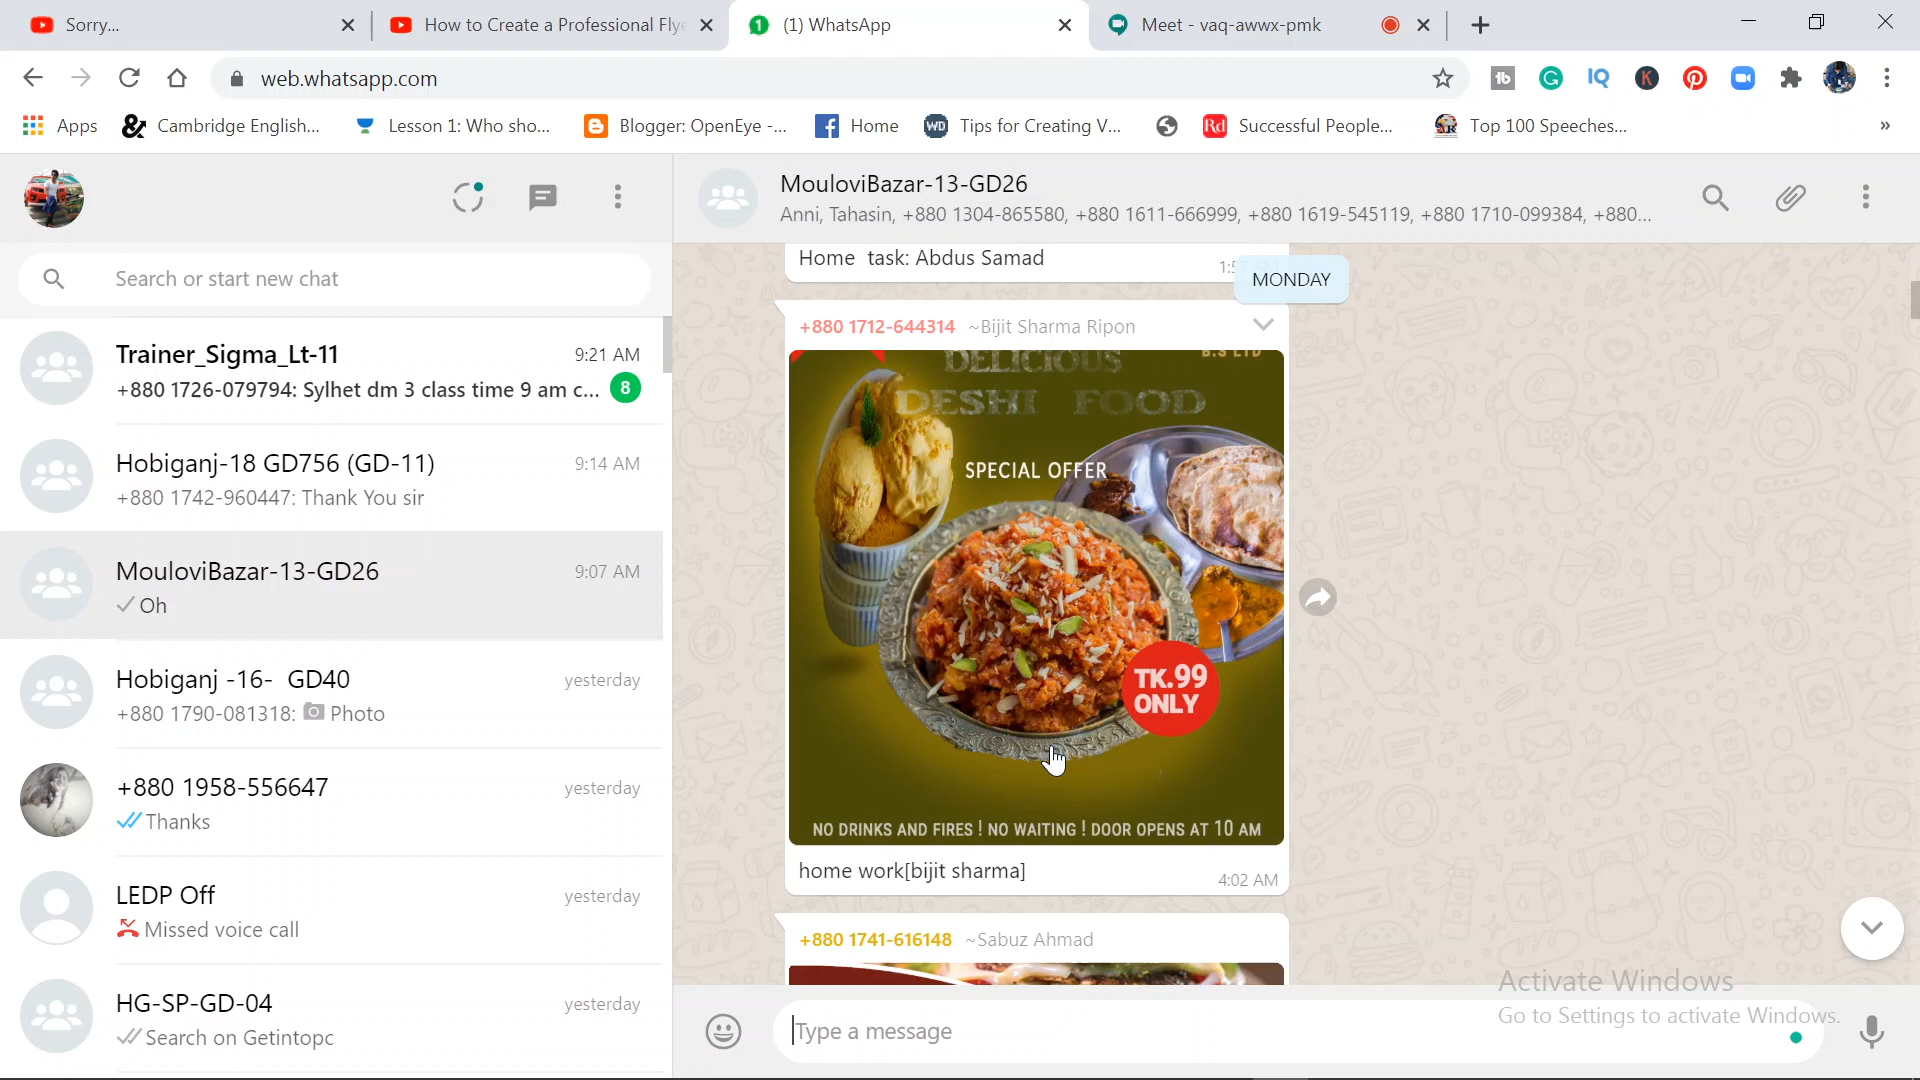 Sorry...
How to Create a Professional Flye
(1) WhatsApp
Meet - vaq-awwx-pmk
web.whatsapp.com
Apps
Cambridge English...
Lesson 1: Who sho...
Blogger: OpenEye -...
Home
Tips for Creating V...
Successful People...
Top 100 Speeches...
MouloviBazar-13-GD26
Anni, Tahasin, +880 1304-865580, +880 1611-666999, +880 1619-545119, +880 1710-099384, +880...
Search or start new chat
Trainer_Sigma_Lt-11
9:21 AM
+880 1726-079794: Sylhet dm 3 class time 9 am c...
8
Hobiganj-18 GD756 (GD-11)
9:14 AM
+880 1742-960447: Thank You sir
MouloviBazar-13-GD26
9:07 AM
Oh
Hobiganj -16- GD40
yesterday
+880 1790-081318: Photo
+880 1958-556647
yesterday
Thanks
LEDP Off
yesterday
Missed voice call
HG-SP-GD-04
yesterday
Search on Getintopc
Home task: Abdus Samad
MONDAY
+880 1712-644314 ~Bijit Sharma Ripon
B.S LTD
DELICIOUS
DESHI FOOD
SPECIAL OFFER
TK.99
ONLY
NO DRINKS AND FIRES ! NO WAITING ! DOOR OPENS AT 10 AM
home work[bijit sharma]
4:02 AM
+880 1741-616148 ~Sabuz Ahmad
Type a message
Activate Windows
Go to Settings to activate Windows.